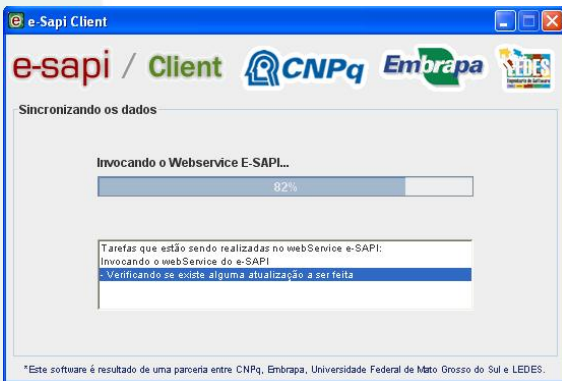 e-Sapi Client
e-sapi / Client CNPq Embrapa LEDES
Sincronizando os dados
Invocando o Webservice E-SAPI...
82%
Tarefas que estão sendo realizadas no webService e-SAPI:
Invocando o webService do e-SAPI
- Verificando se existe alguma atualização a ser feita
*Este software é resultado de uma parceria entre CNPq, Embrapa, Universidade Federal de Mato Grosso do Sul e LEDES.